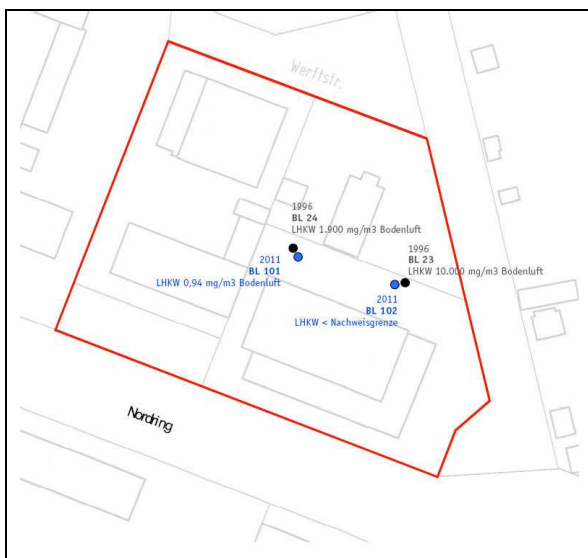 Werftstr.
1996
BL 24
LHKW 1.900 mg/m3 Bodenluft
2011
BL 101
LHKW 0,94 mg/m3 Bodenluft
1996
BL 23
LHKW 10.000 mg/m3 Bodenluft
2011
BL 102
LHKW < Nachweisgrenze
Nordring